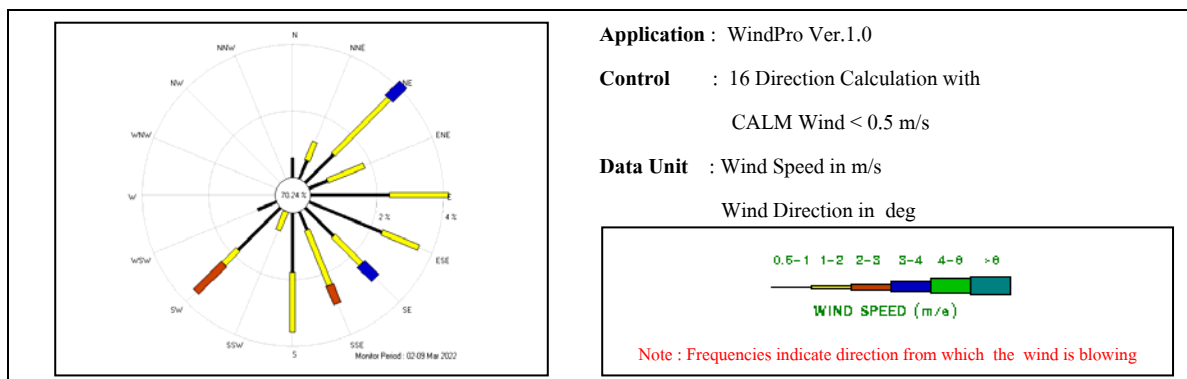 N
NNW
NNE
NW
NE
WNW
ENE
70.24 %
W
E
2 %
4 %
WSW
ESE
SW
SE
SSW
SSE
S
Monitor Period : 02-09 Mar 2022
Application : WindPro Ver.1.0
Control : 16 Direction Calculation with
CALM Wind < 0.5 m/s
Data Unit : Wind Speed in m/s
Wind Direction in deg
0.5-1 1-2 2-3 3-4 4-8 >8
WIND SPEED (m/s)
Note : Frequencies indicate direction from which the wind is blowing